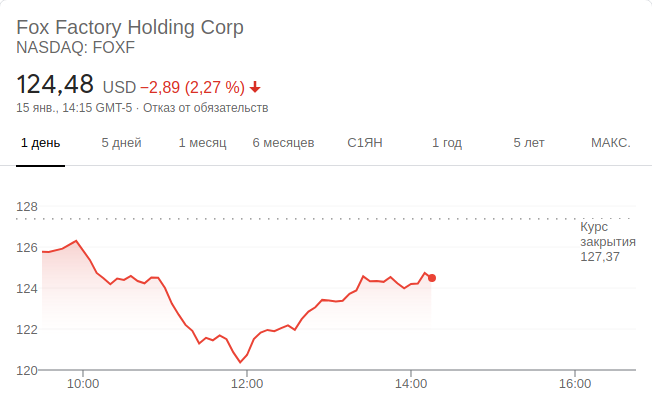 Fox Factory Holding Corp
NASDAQ: FOXF
124,48 USD −2,89 (2,27 %)
15 янв., 14:15 GMT-5 · Отказ от обязательств
1 день 5 дней 1 месяц 6 месяцев С1ЯН 1 год 5 лет МАКС.
128
Курс
закрытия
127,37
126
124
122
120
10:00 12:00 14:00 16:00